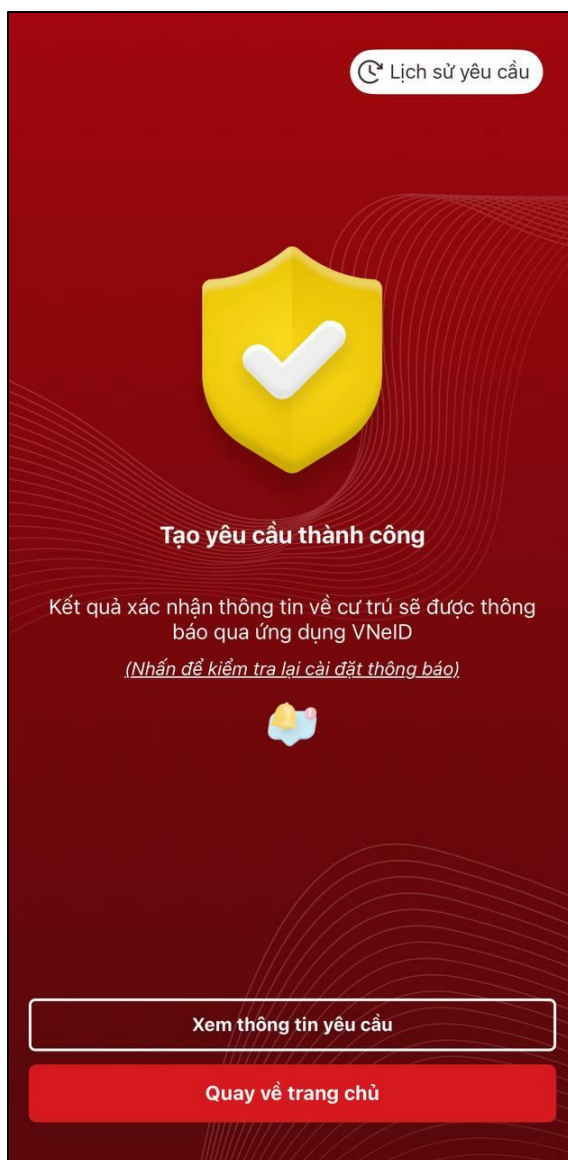 Lịch sử yêu cầu
Tạo yêu cầu thành công
Kết quả xác nhận thông tin về cư trú sẽ được thông
báo qua ứng dụng VNeID
(Nhấn để kiểm tra lại cài đặt thông báo)
Xem thông tin yêu cầu
Quay về trang chủ